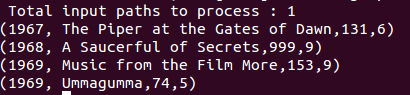 Total input paths to process : 1
(1967, The Piper at the Gates of Dawn,131,6)
(1968, A Saucerful of Secrets,999,9)
(1969, Music from the Film More,153,9)
(1969, Ummagumma,74,5)